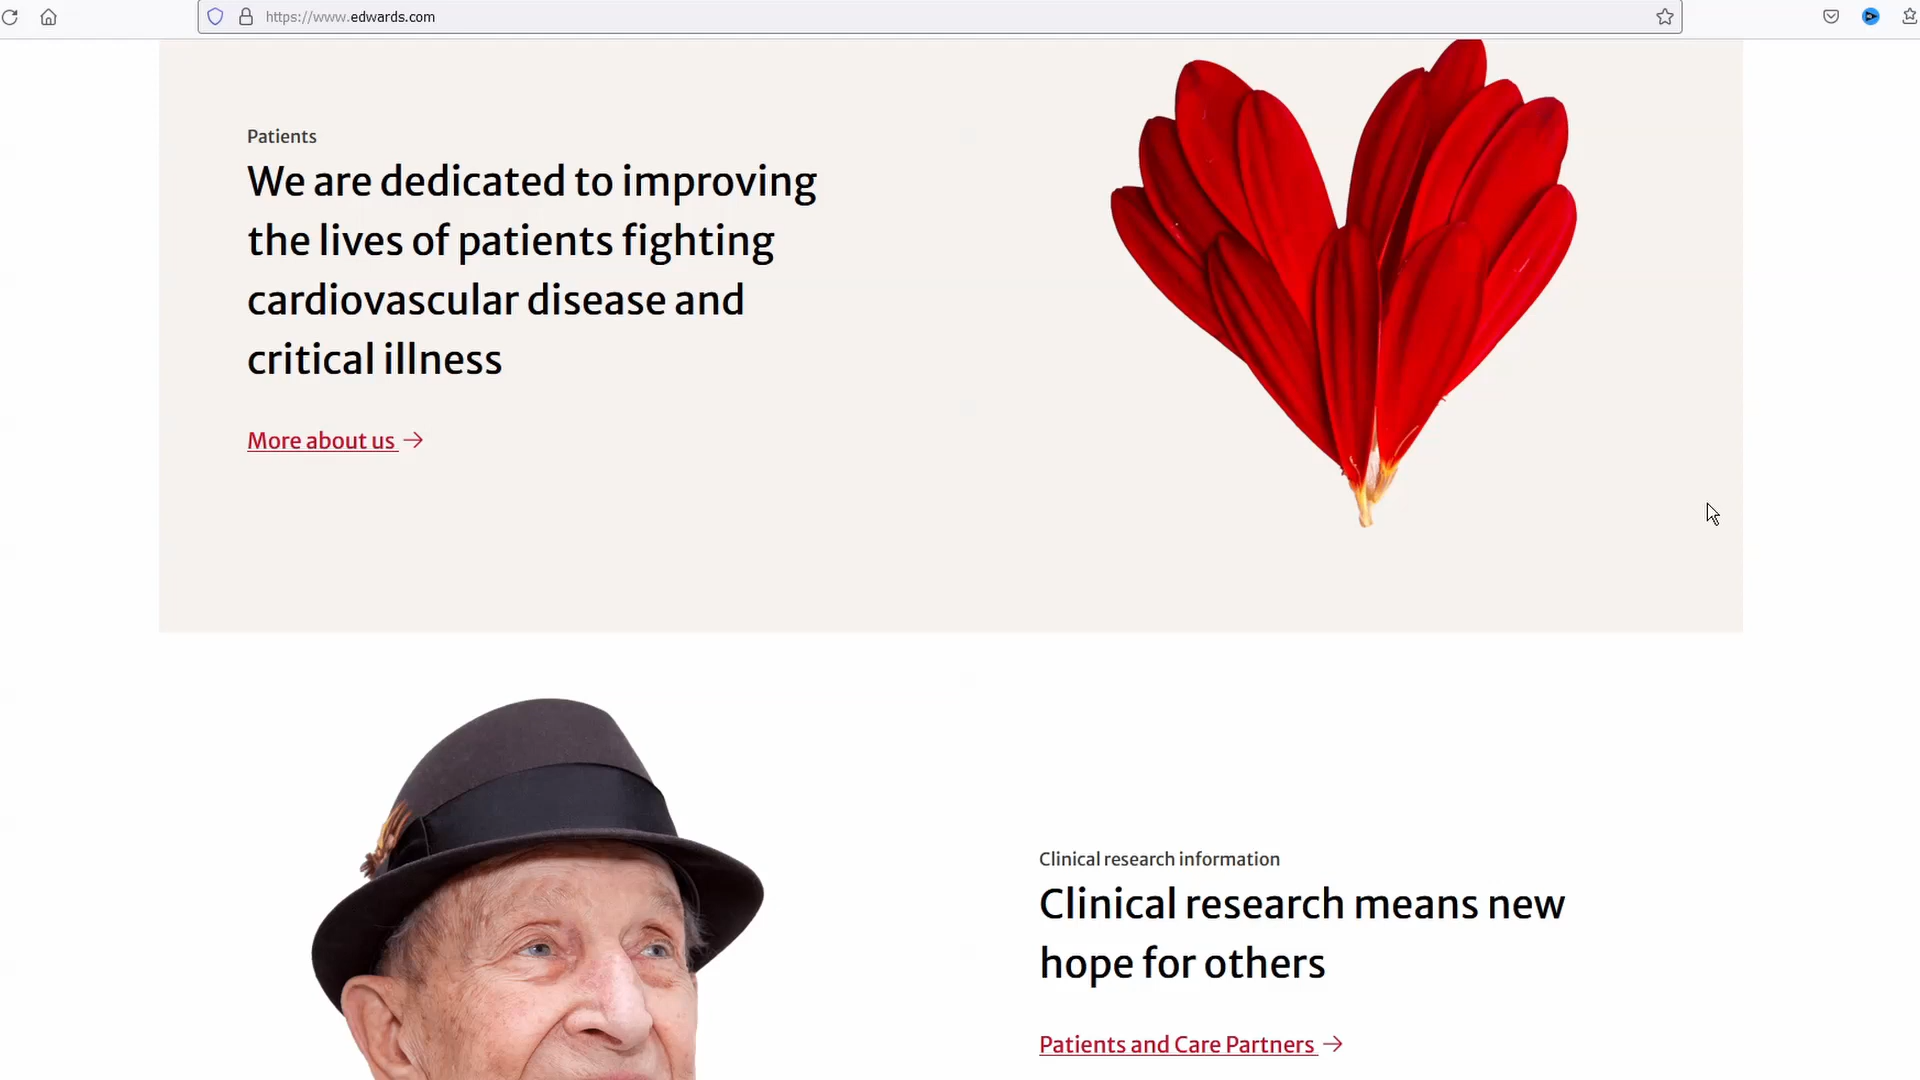 https://www.edwards.com
Patients
We are dedicated to improving
the lives of patients fighting
cardiovascular disease and
critical illness
More about us
Clinical research information
Clinical research means new
hope for others
Patients and Care Partners